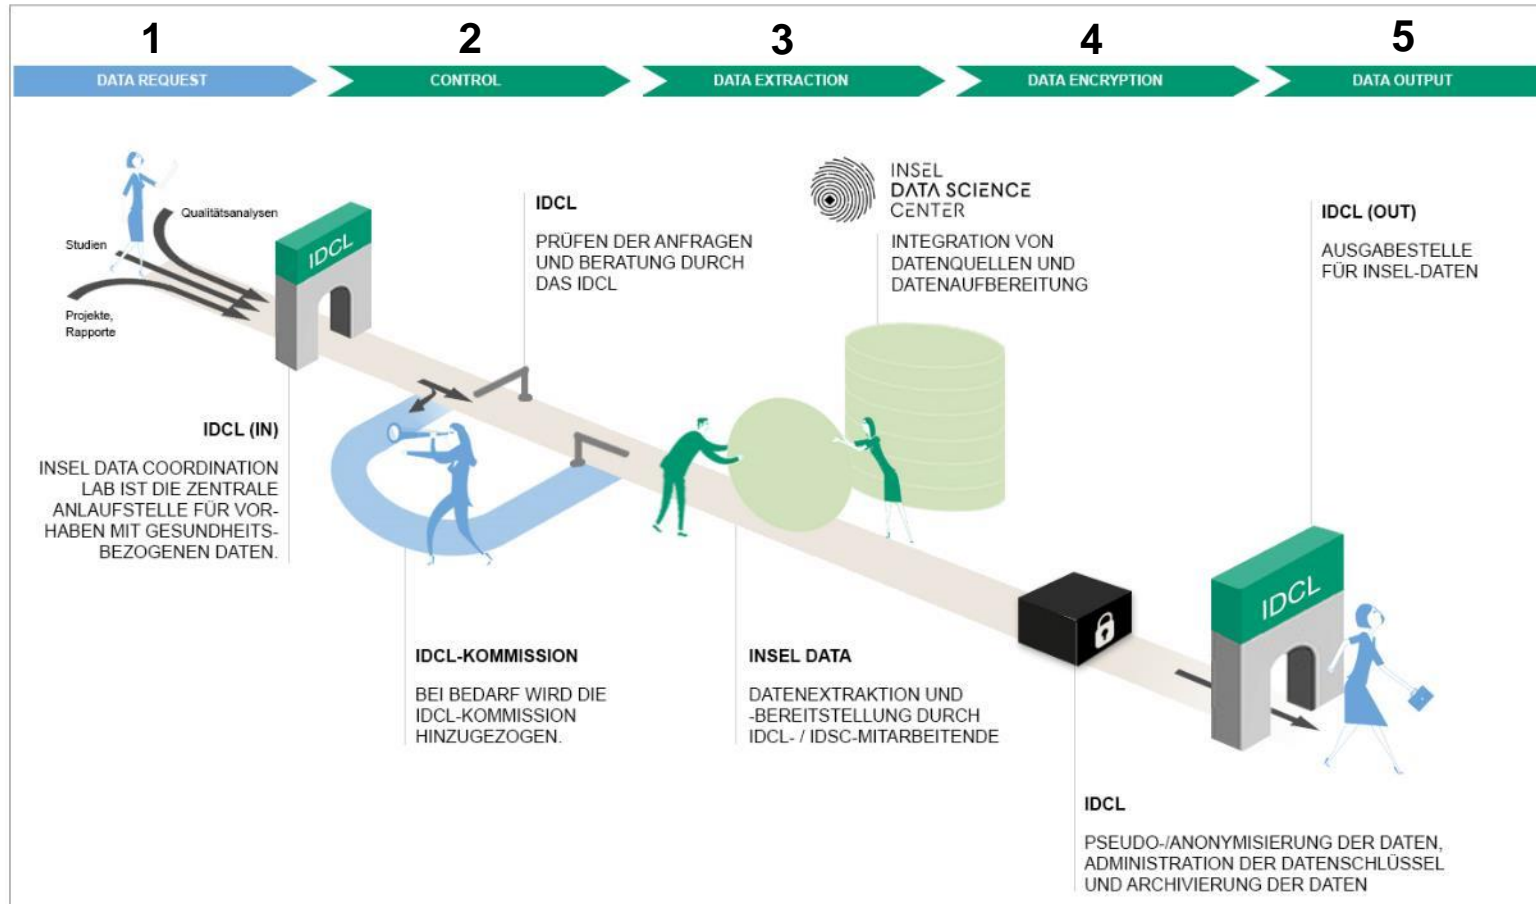 1
2
3
4
5
DATA REQUEST
CONTROL
DATA EXTRACTION
DATA ENCRYPTION
DATA OUTPUT
Qualitätsanalysen
Studien
Projekte,
Rapporte
IDCL
IDCL (IN)
INSEL DATA COORDINATION
LAB IST DIE ZENTRALE
ANLAUFSTELLE FÜR VOR-
HABEN MIT GESUNDHEITS-
BEZOGENEN DATEN.
IDCL
PRÜFEN DER ANFRAGEN
UND BERATUNG DURCH
DAS IDCL
IDCL-KOMMISSION
BEI BEDARF WIRD DIE
IDCL-KOMMISSION
HINZUGEZOGEN.
INSEL
DATA SCIENCE
CENTER
INTEGRATION VON
DATENQUELLEN UND
DATENAUFBEREITUNG
INSEL DATA
DATENEXTRAKTION UND
-BEREITSTELLUNG DURCH
IDCL- / IDSC-MITARBEITENDE
IDCL
PSEUDO-/ANONYMISIERUNG DER DATEN,
ADMINISTRATION DER DATENSCHLÜSSEL
UND ARCHIVIERUNG DER DATEN
IDCL (OUT)
AUSGABESTELLE
FÜR INSEL-DATEN
IDCL